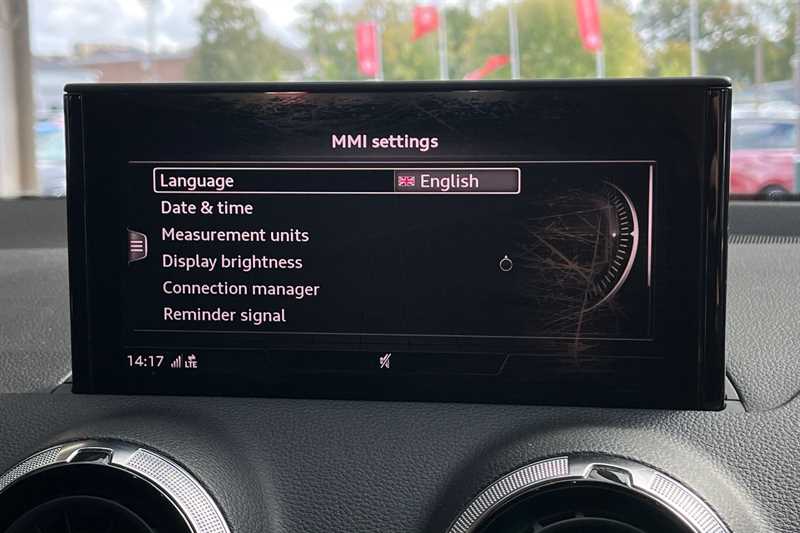 MMI settings
Language English
Date & time
Measurement units
Display brightness
Connection manager
Reminder signal
14:17 LTE